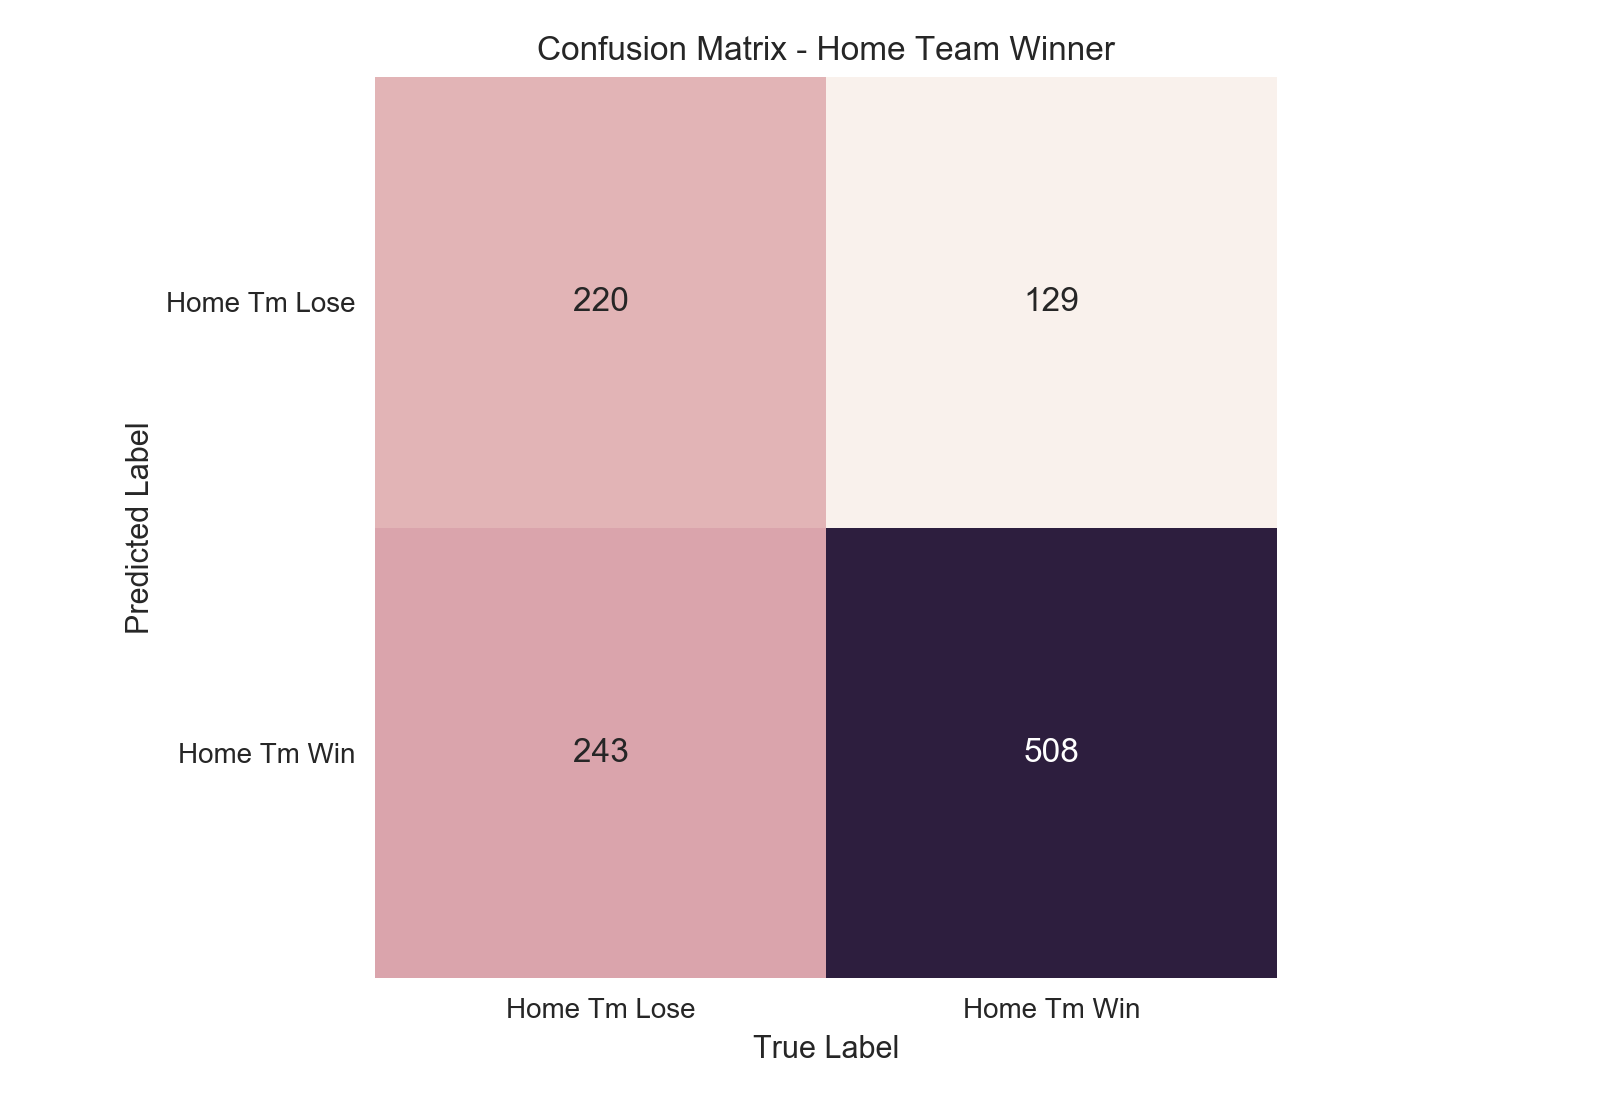 Confusion Matrix - Home Team Winner
Home Tm Lose
220
129
Predicted Label
Home Tm Win
243
508
Home Tm Lose
Home Tm Win
True Label